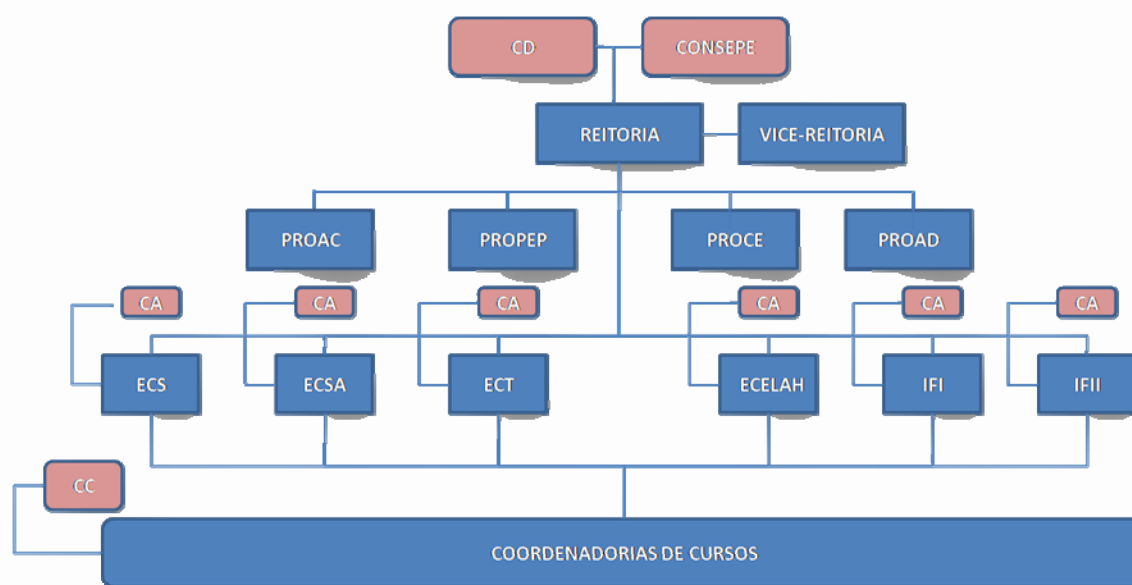 CD
CONSEPE
REITORIA
VICE-REITORIA
PROAC
PROPEP
PROCE
PROAD
CA
CA
CA
CA
CA
CA
ECS
ECSA
ECT
ECELAH
IFI
IFII
CC
COORDENADORIAS DE CURSOS